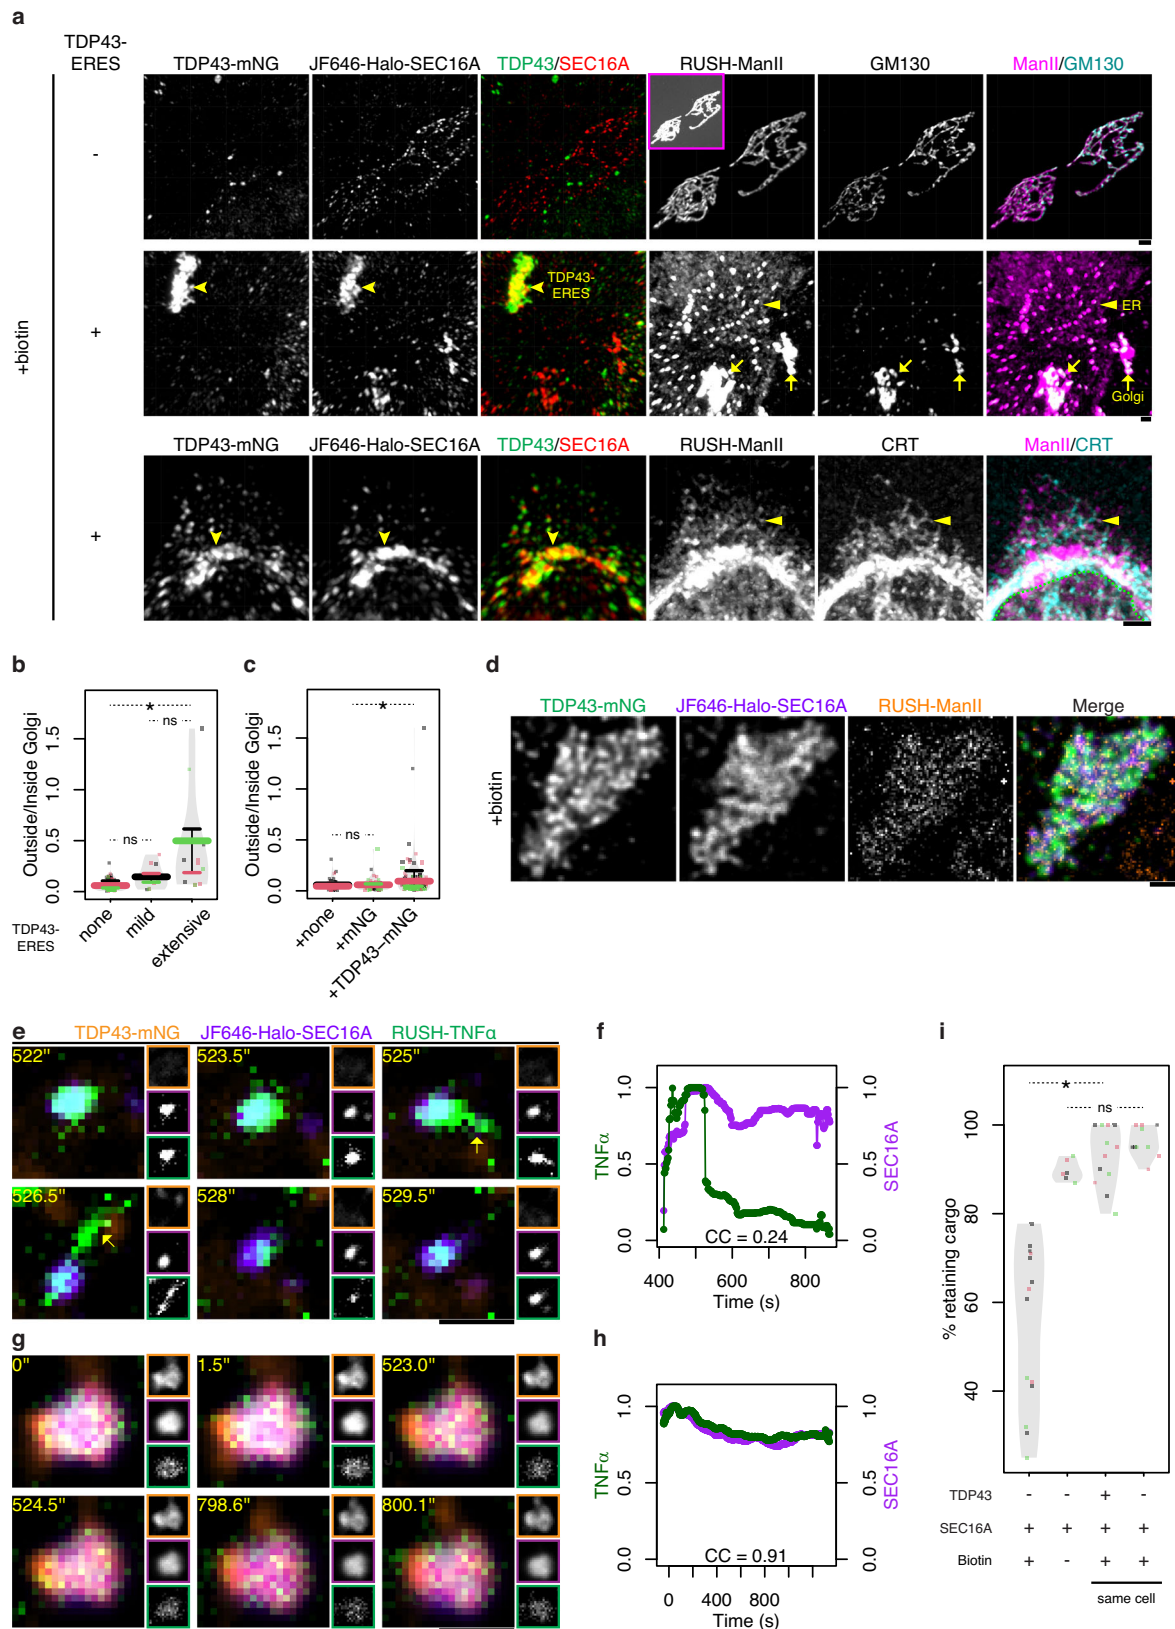 a
TDP43-
ERES
TDP43-mNG
JF646-Halo-SEC16A
TDP43/SEC16A
RUSH-ManII
GM130
ManII/GM130
-
+biotin
+
TDP43-
ERES
ER
Golgi
TDP43-mNG
JF646-Halo-SEC16A
TDP43/SEC16A
RUSH-ManII
CRT
ManII/CRT
+
b
Outside/Inside Golgi
0.0 0.5 1.0 1.5
*
ns
ns
TDP43-
ERES
none
mild
extensive
c
Outside/Inside Golgi
0.0 0.5 1.0 1.5
*
ns
+none
+mNG
+TDP43–mNG
d
TDP43-mNG
JF646-Halo-SEC16A
RUSH-ManII
Merge
+biotin
e
TDP43-mNG
JF646-Halo-SEC16A
RUSH-TNFα
522"
523.5"
525"
526.5"
528"
529.5"
f
TNFα
0.0 0.5 1.0
SEC16A
0.0 0.5 1.0
CC = 0.24
400 600 800
Time (s)
g
0"
1.5"
523.0"
524.5"
798.6"
800.1"
h
TNFα
0.0 0.5 1.0
SEC16A
0.0 0.5 1.0
CC = 0.91
0 400 800
Time (s)
i
% retaining cargo
40 60 80 100
*
ns
TDP43 - - + -
SEC16A + + + +
Biotin + - + +
same cell